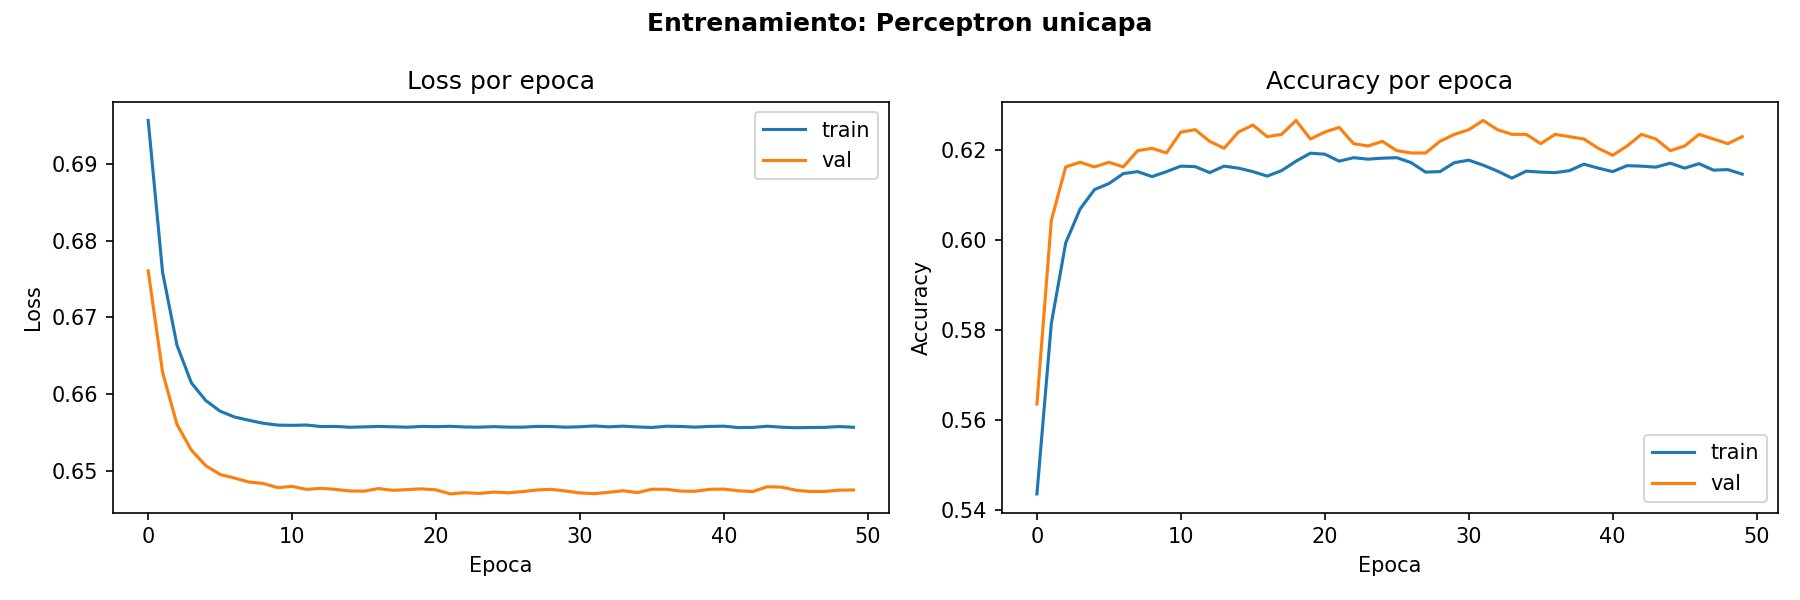 Entrenamiento: Perceptron unicapa
Loss por epoca
Loss
0.69
0.68
0.67
0.66
0.65
0
10
20
30
40
50
Epoca
train
val
Accuracy por epoca
Accuracy
0.62
0.60
0.58
0.56
0.54
0
10
20
30
40
50
Epoca
train
val